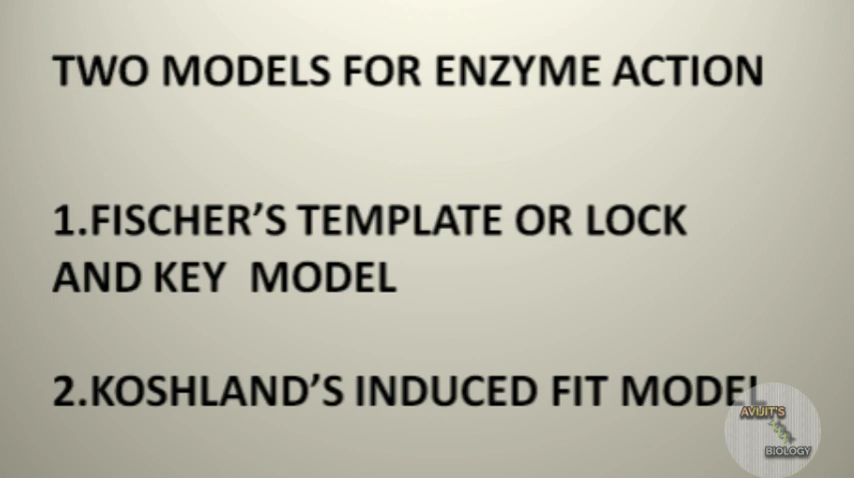 TWO MODELS FOR ENZYME ACTION
1.FISCHER’S TEMPLATE OR LOCK
AND KEY MODEL
2.KOSHLAND’S INDUCED FIT MODEL
AVIJIT'S
BIOLOGY